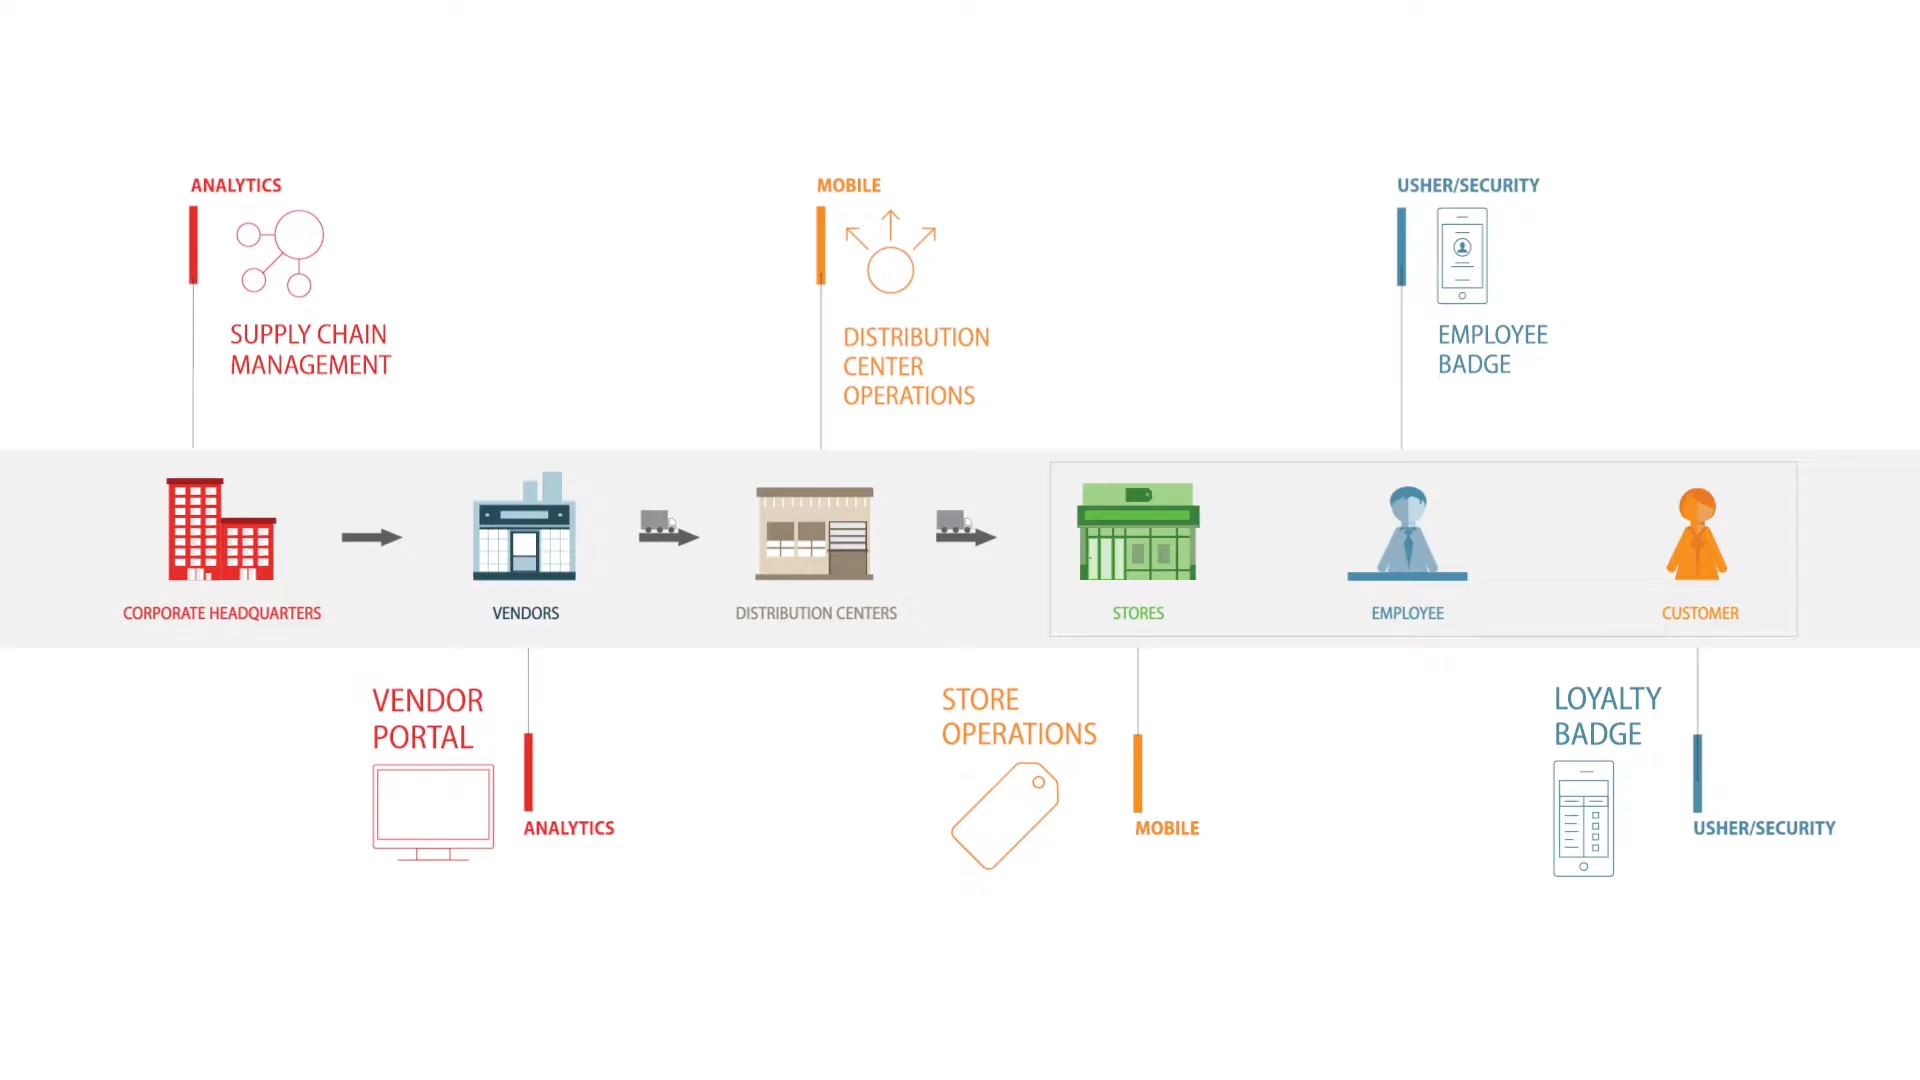 ANALYTICS
SUPPLY CHAIN
MANAGEMENT
MOBILE
DISTRIBUTION
CENTER
OPERATIONS
USHER/SECURITY
EMPLOYEE
BADGE
CORPORATE HEADQUARTERS
VENDORS
DISTRIBUTION CENTERS
STORES
EMPLOYEE
CUSTOMER
VENDOR
PORTAL
ANALYTICS
STORE
OPERATIONS
MOBILE
LOYALTY
BADGE
USHER/SECURITY